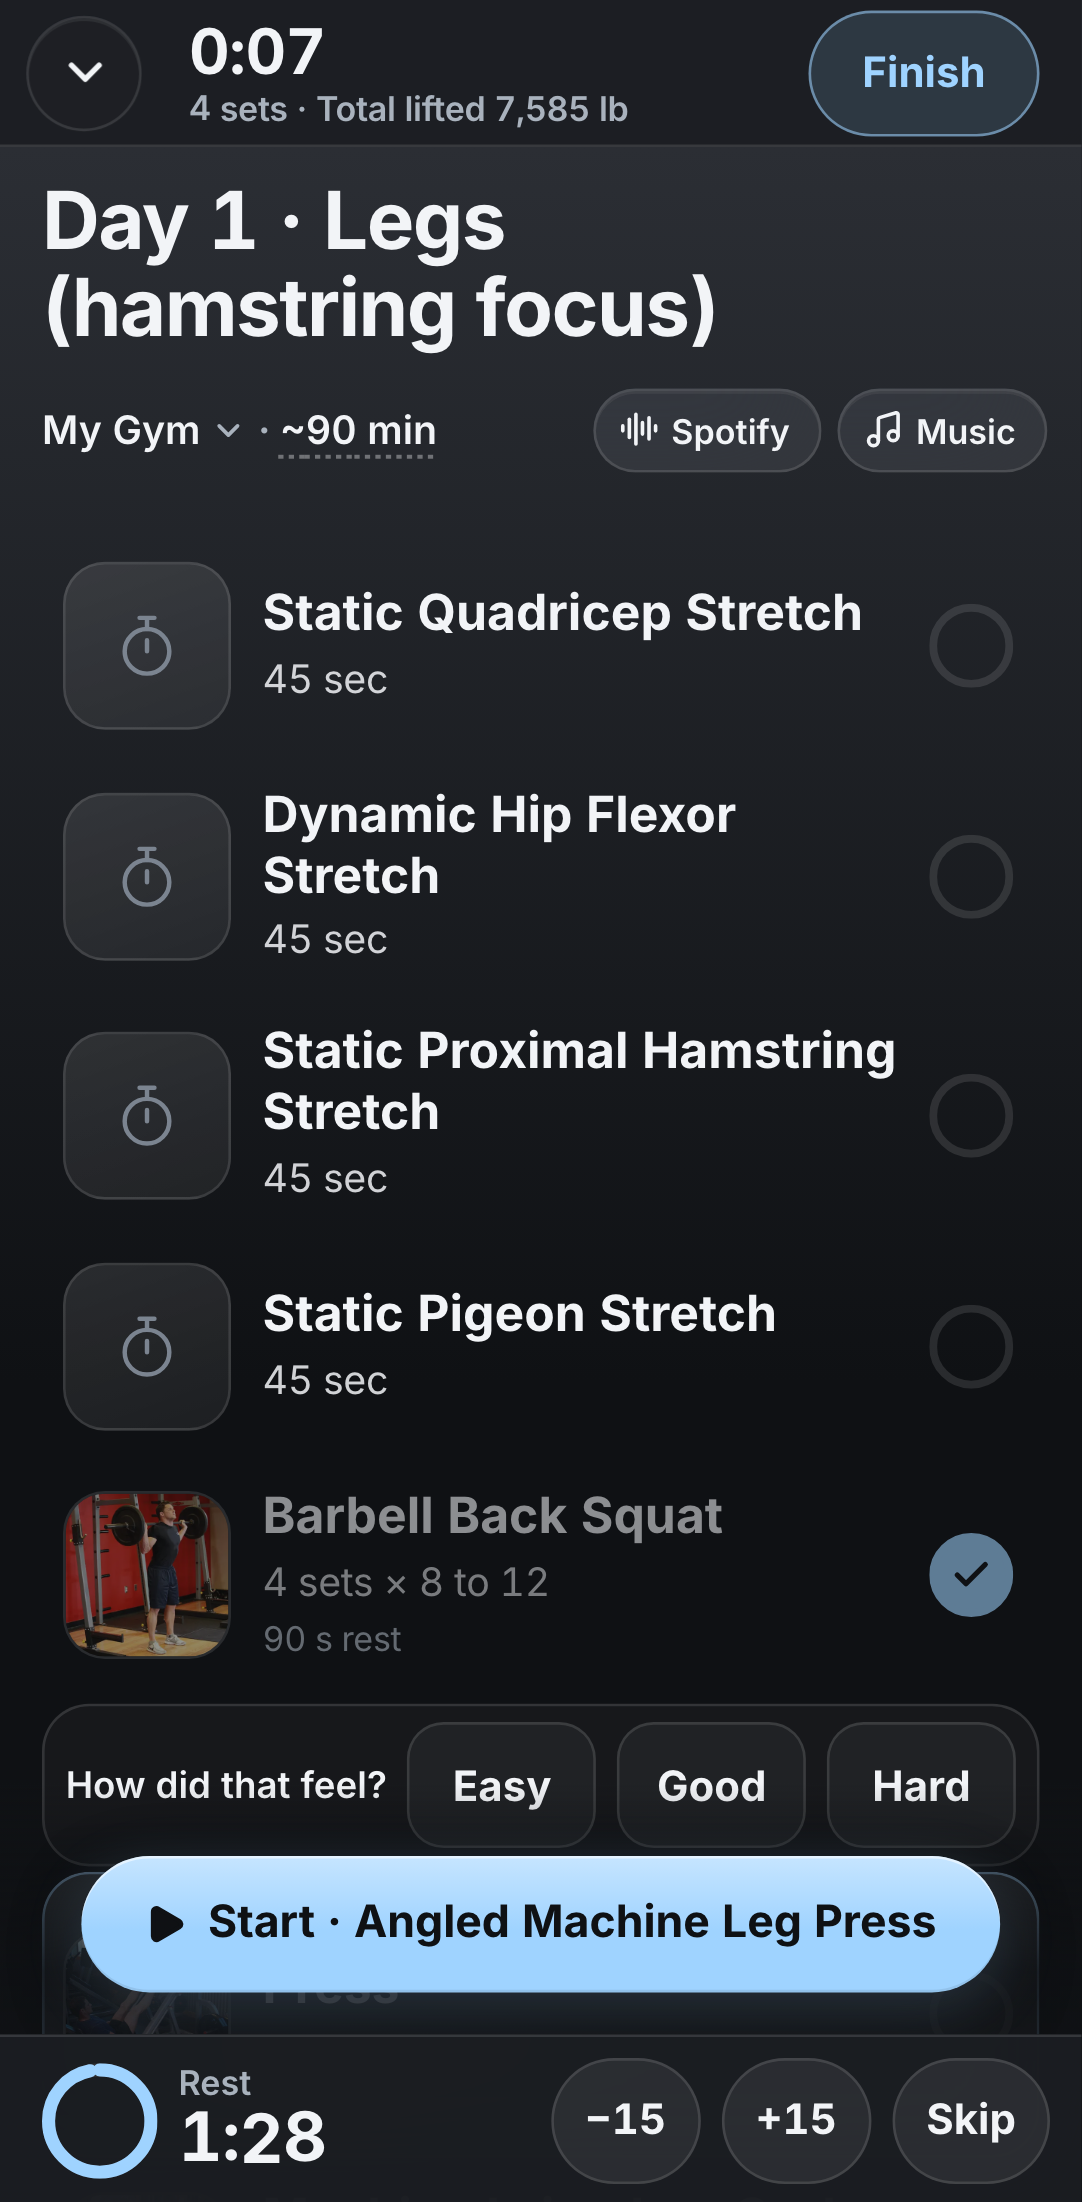 0:07
4 sets · Total lifted 7,585 lb
Finish
Day 1 · Legs
(hamstring focus)
My Gym · ~90 min
Spotify
Music
Static Quadricep Stretch
45 sec
Dynamic Hip Flexor
Stretch
45 sec
Static Proximal Hamstring
Stretch
45 sec
Static Pigeon Stretch
45 sec
Barbell Back Squat
4 sets × 8 to 12
90 s rest
How did that feel?
Easy
Good
Hard
Start · Angled Machine Leg Press
Press
Rest
1:28
−15
+15
Skip